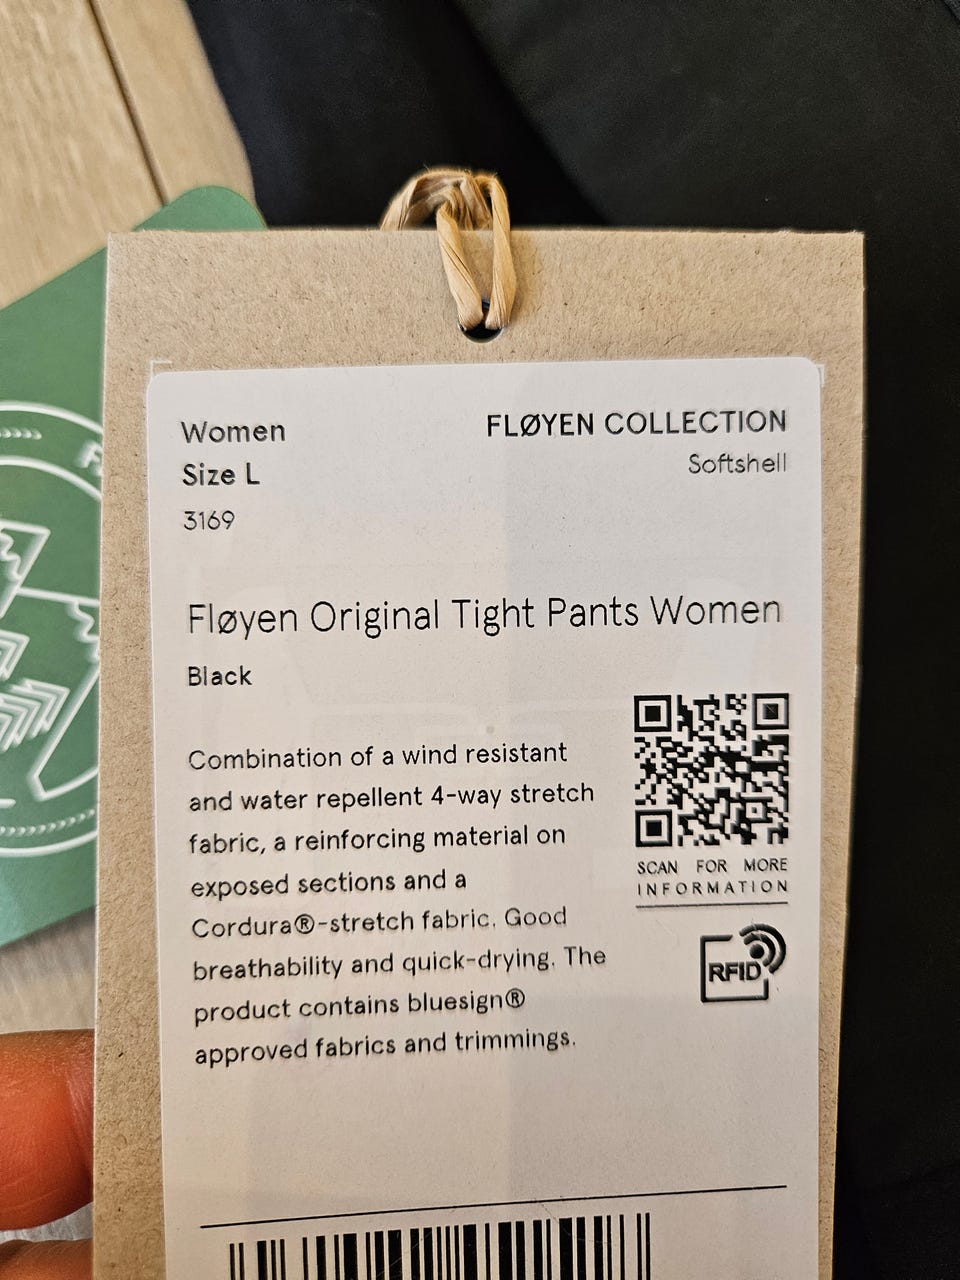 Women
Size L
3169
FLØYEN COLLECTION
Softshell
Fløyen Original Tight Pants Women
Black
Combination of a wind resistant
and water repellent 4-way stretch
fabric, a reinforcing material on
exposed sections and a
Cordura®-stretch fabric. Good
breathability and quick-drying. The
product contains bluesign®
approved fabrics and trimmings.
SCAN FOR MORE
INFORMATION
RFID